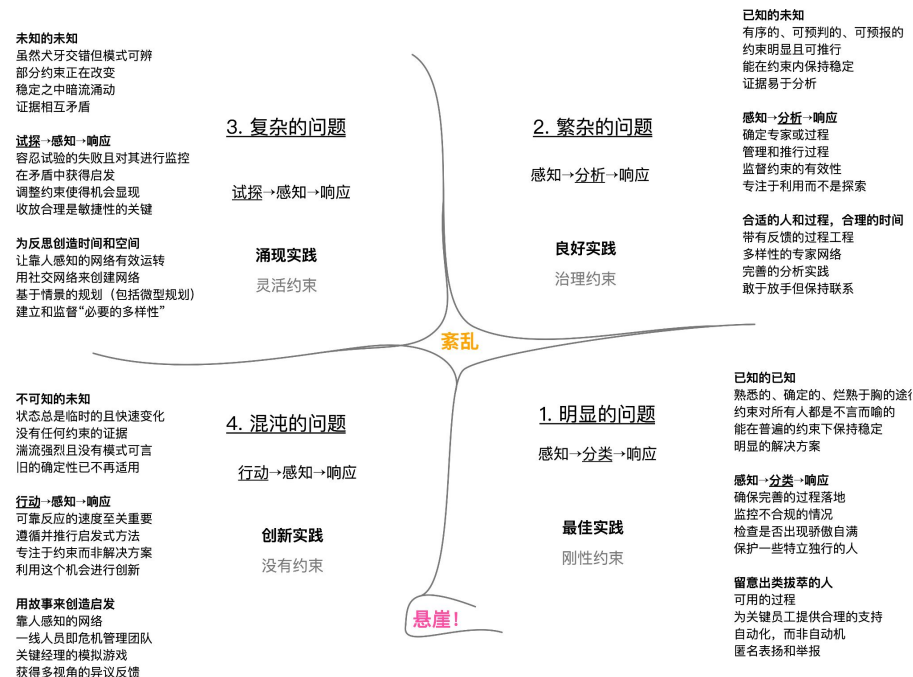 未知的未知
虽然犬牙交错但模式可辨
部分约束正在改变
稳定之中暗流涌动
证据相互矛盾
试探→感知→响应
容忍试验的失败且对其进行监控
在矛盾中获得启发
调整约束使得机会显现
收放合理是敏捷性的关键
为反思创造时间和空间
让靠人感知的网络有效运转
用社交网络来创建网络
基于情景的规划（包括微型规划）
建立和监督“必要的多样性”
3. 复杂的问题
试探→感知→响应
涌现实践
灵活约束
2. 繁杂的问题
感知→分析→响应
良好实践
治理约束
已知的未知
有序的、可预判的、可预报的
约束明显且可推行
能在约束内保持稳定
证据易于分析
感知→分析→响应
确定专家或过程
管理和推行过程
监督约束的有效性
专注于利用而不是探索
合适的人和过程，合理的时间
带有反馈的过程工程
多样性的专家网络
完善的分析实践
敢于放手但保持联系
紊乱
不可知的未知
状态总是临时的且快速变化
没有任何约束的证据
湍流强烈且没有模式可言
旧的确定性已不再适用
行动→感知→响应
可靠反应的速度至关重要
遵循并推行启发式方法
专注于约束而非解决方案
利用这个机会进行创新
用故事来创造启发
靠人感知的网络
一线人员即危机管理团队
关键经理的模拟游戏
获得多视角的异议反馈
4. 混沌的问题
行动→感知→响应
创新实践
没有约束
1. 明显的问题
感知→分类→响应
最佳实践
刚性约束
已知的已知
熟悉的、确定的、烂熟于胸的途径
约束对所有人都是不言而喻的
能在普遍的约束下保持稳定
明显的解决方案
感知→分类→响应
确保完善的过程落地
监控不合规的情况
检查是否出现骄傲自满
保护一些特立独行的人
留意出类拔萃的人
可用的过程
为关键员工提供合理的支持
自动化，而非自动机
匿名表扬和举报
悬崖！